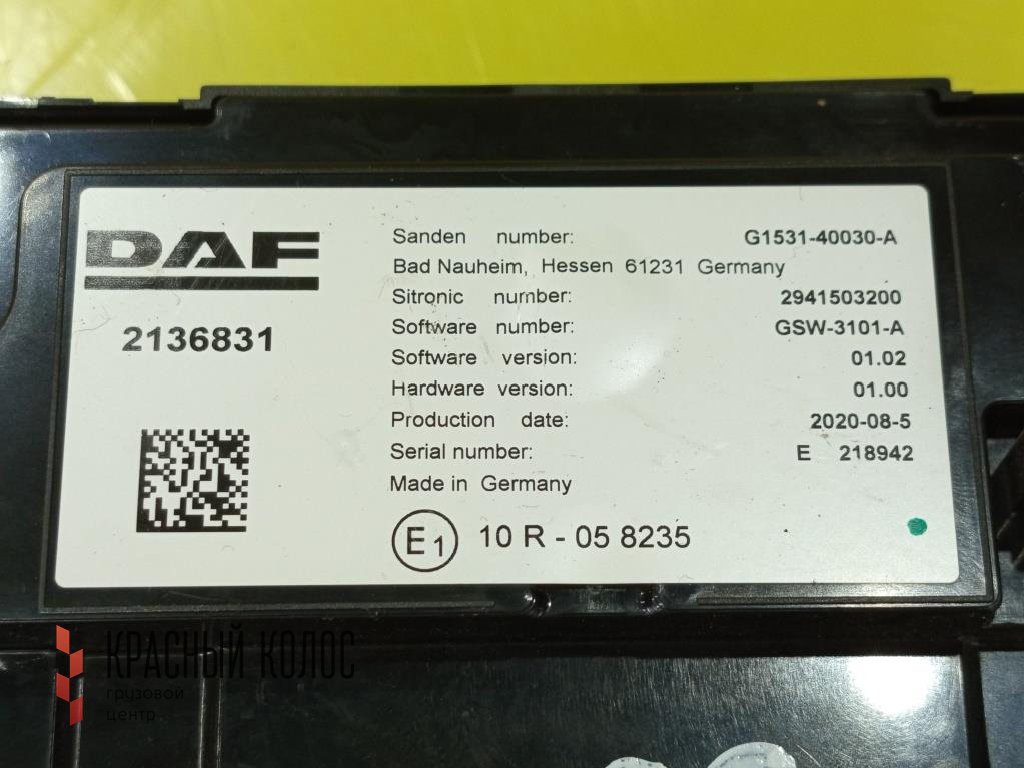 DAF
2136831
Sanden number: G1531-40030-A
Bad Nauheim, Hessen 61231 Germany
Sitronic number: 2941503200
Software number: GSW-3101-A
Software version: 01.02
Hardware version: 01.00
Production date: 2020-08-5
Serial number: E 218942
Made in Germany
E1 10 R - 05 8235
КРАСНЫЙ КОЛОС
грузовой
центр